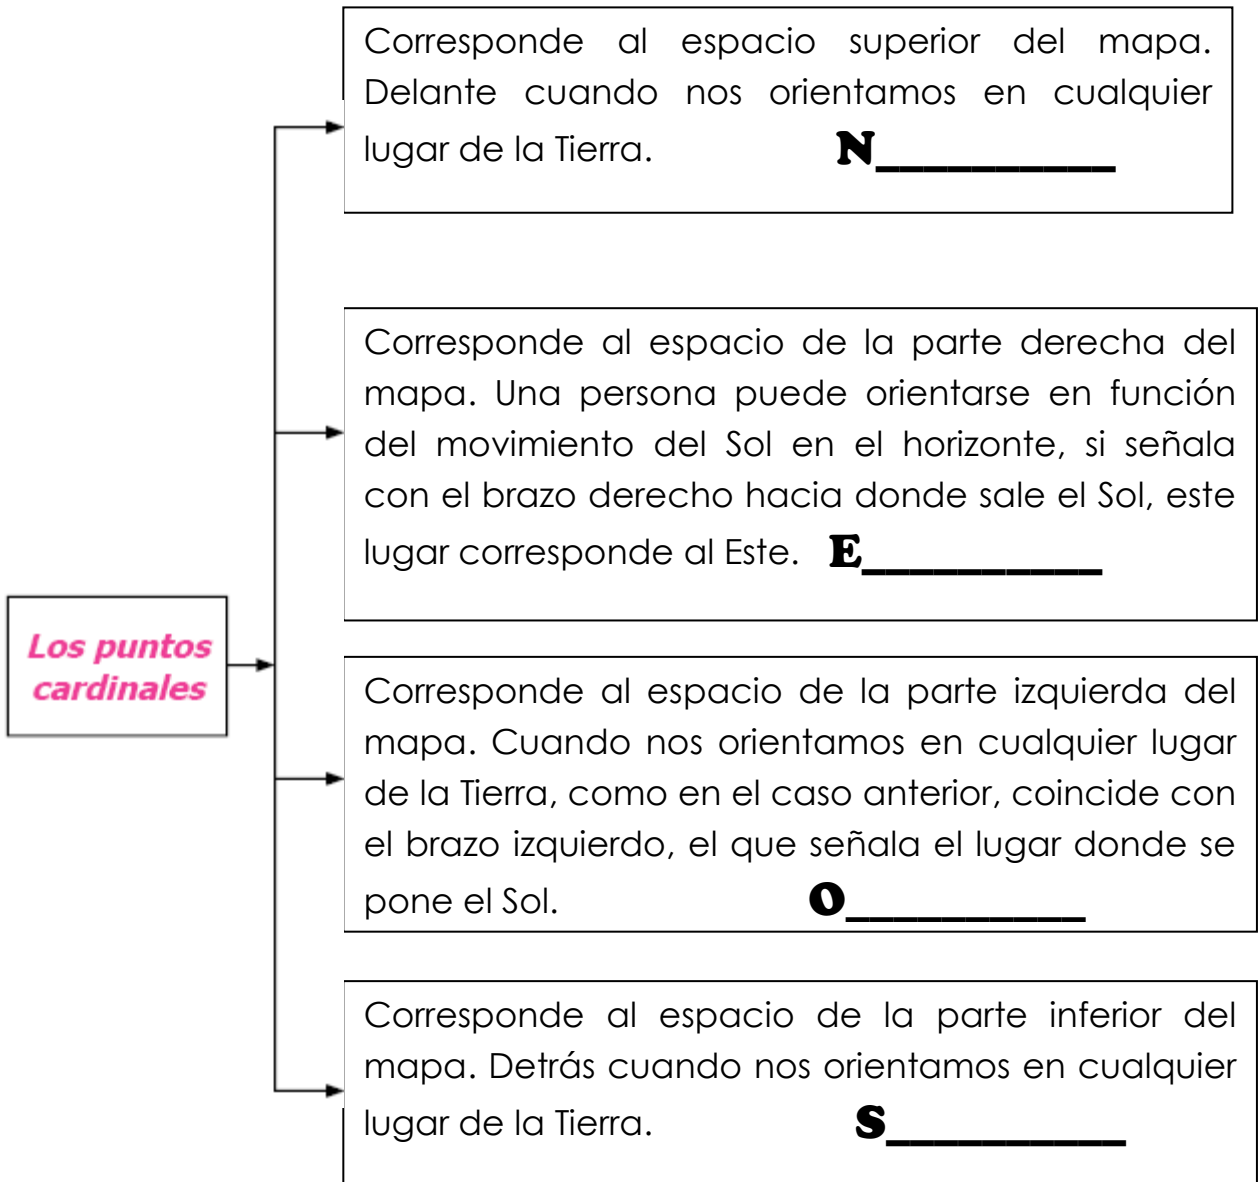 Corresponde al espacio superior del mapa.
Delante cuando nos orientamos en cualquier
lugar de la Tierra. N__________
Corresponde al espacio de la parte derecha del
mapa. Una persona puede orientarse en función
del movimiento del Sol en el horizonte, si señala
con el brazo derecho hacia donde sale el Sol, este
lugar corresponde al Este. E__________
Los puntos
cardinales
Corresponde al espacio de la parte izquierda del
mapa. Cuando nos orientamos en cualquier lugar
de la Tierra, como en el caso anterior, coincide con
el brazo izquierdo, el que señala el lugar donde se
pone el Sol. O__________
Corresponde al espacio de la parte inferior del
mapa. Detrás cuando nos orientamos en cualquier
lugar de la Tierra. S__________